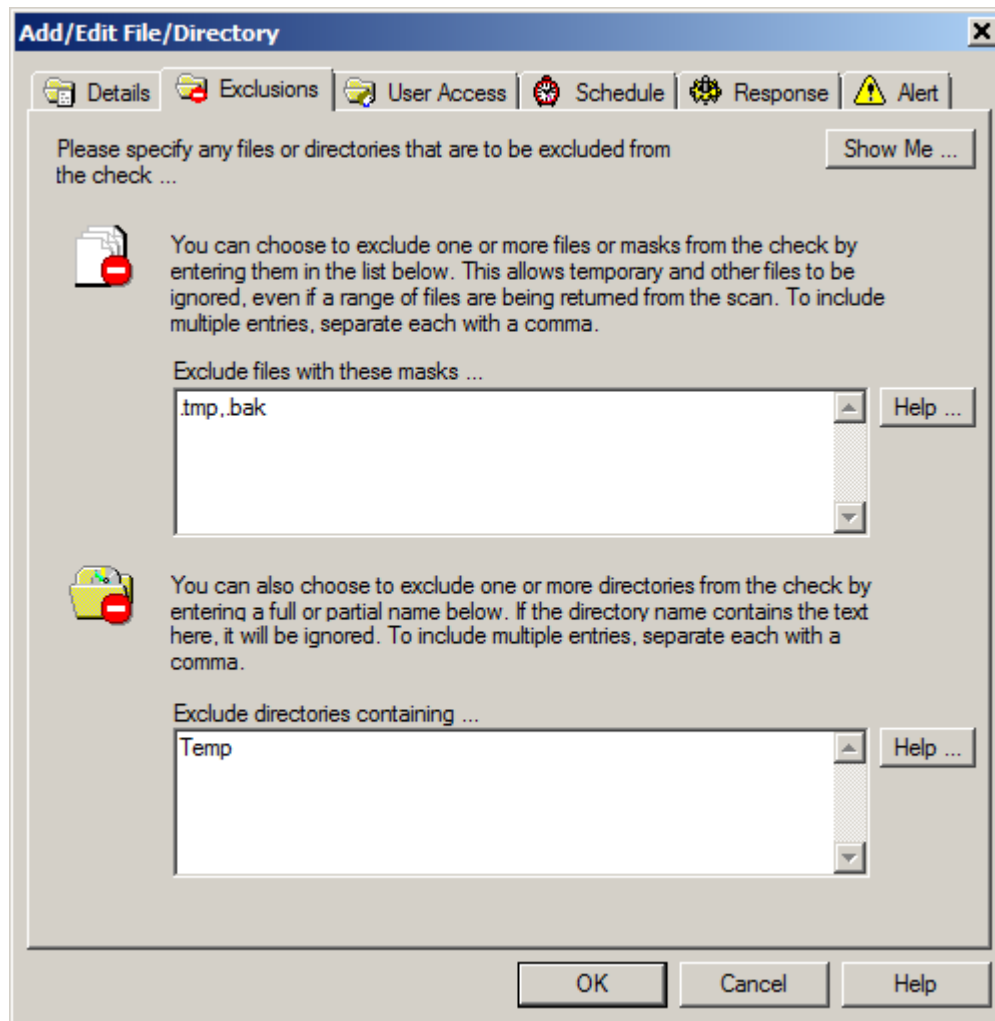 Add/Edit File/Directory
Details Exclusions User Access Schedule Response Alert
Please specify any files or directories that are to be excluded from
the check ...
Show Me ...
You can choose to exclude one or more files or masks from the check by
entering them in the list below. This allows temporary and other files to be
ignored, even if a range of files are being returned from the scan. To include
multiple entries, separate each with a comma.
Exclude files with these masks ...
.tmp,.bak
Help ...
You can also choose to exclude one or more directories from the check by
entering a full or partial name below. If the directory name contains the text
here, it will be ignored. To include multiple entries, separate each with a
comma.
Exclude directories containing ...
Temp
Help ...
OK Cancel Help